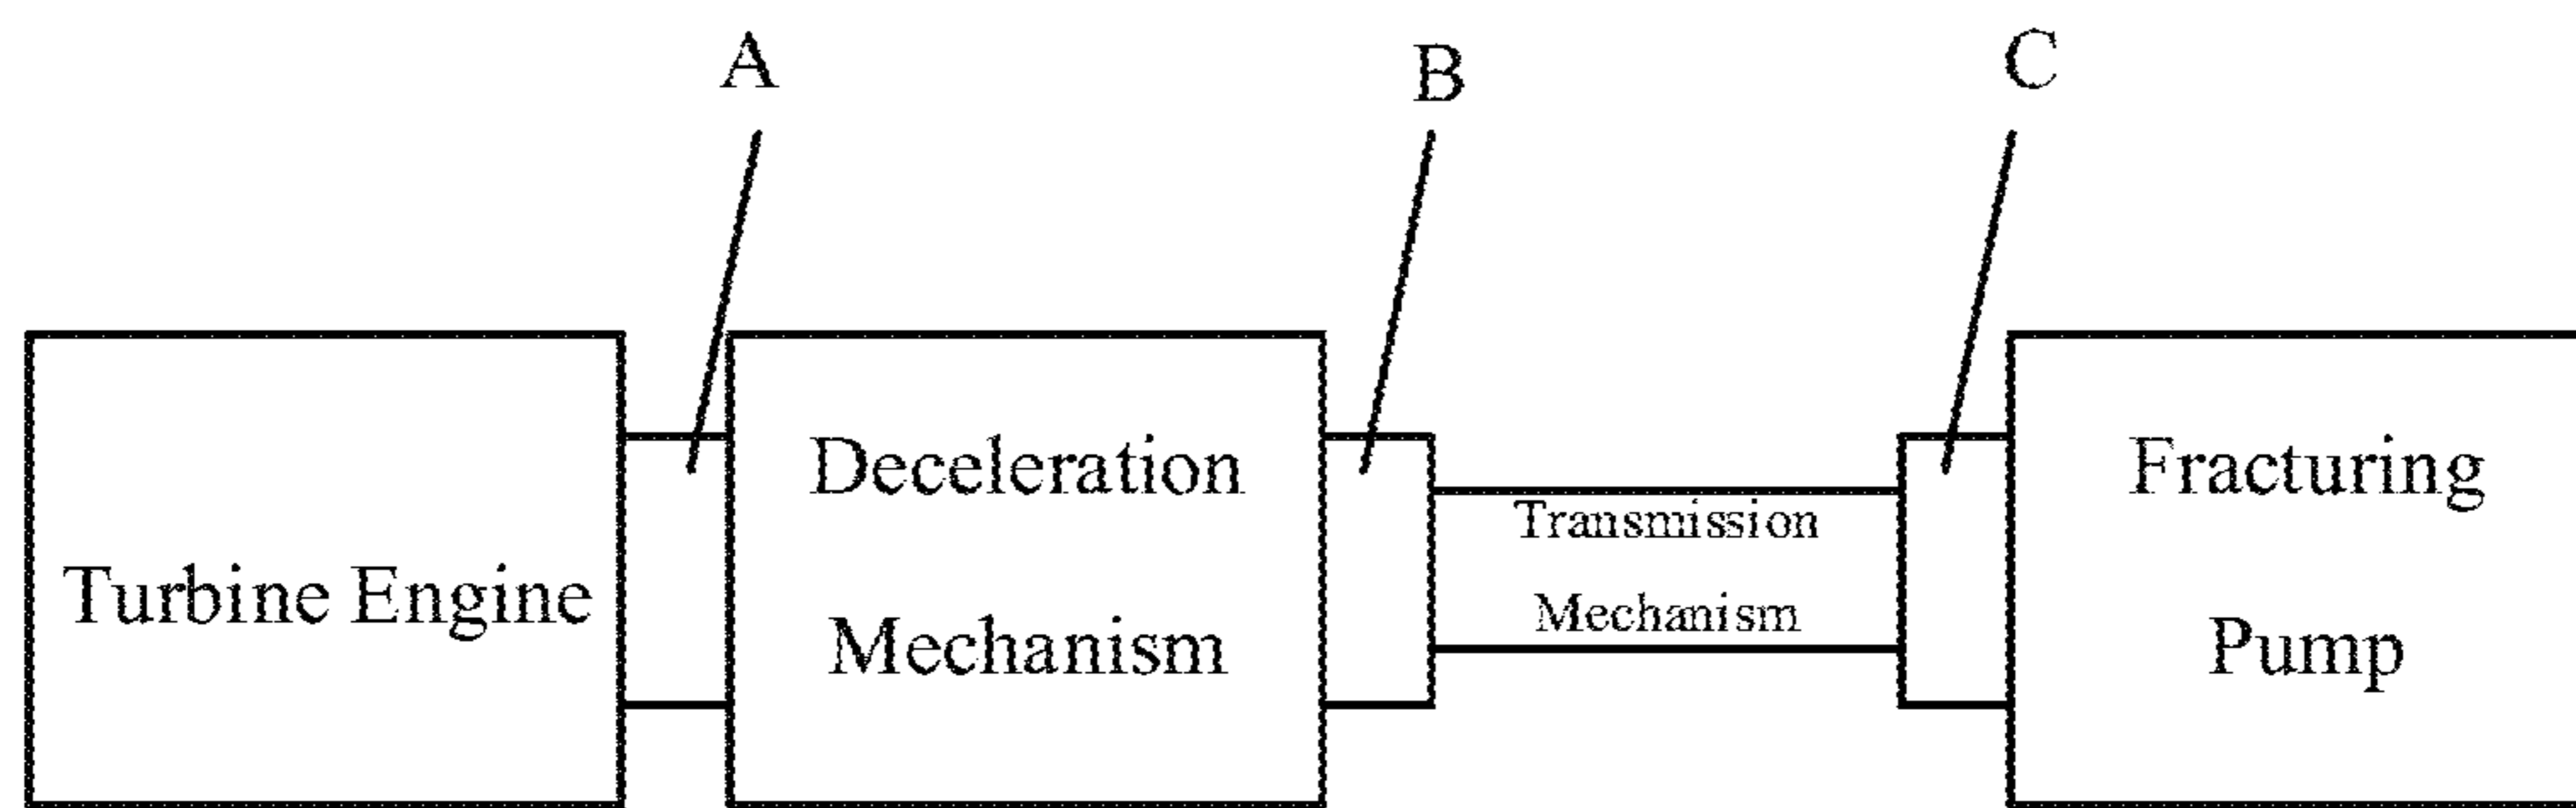 A
B
C
Turbine Engine
Deceleration
Mechanism
Transmission
Mechanism
Fracturing
Pump